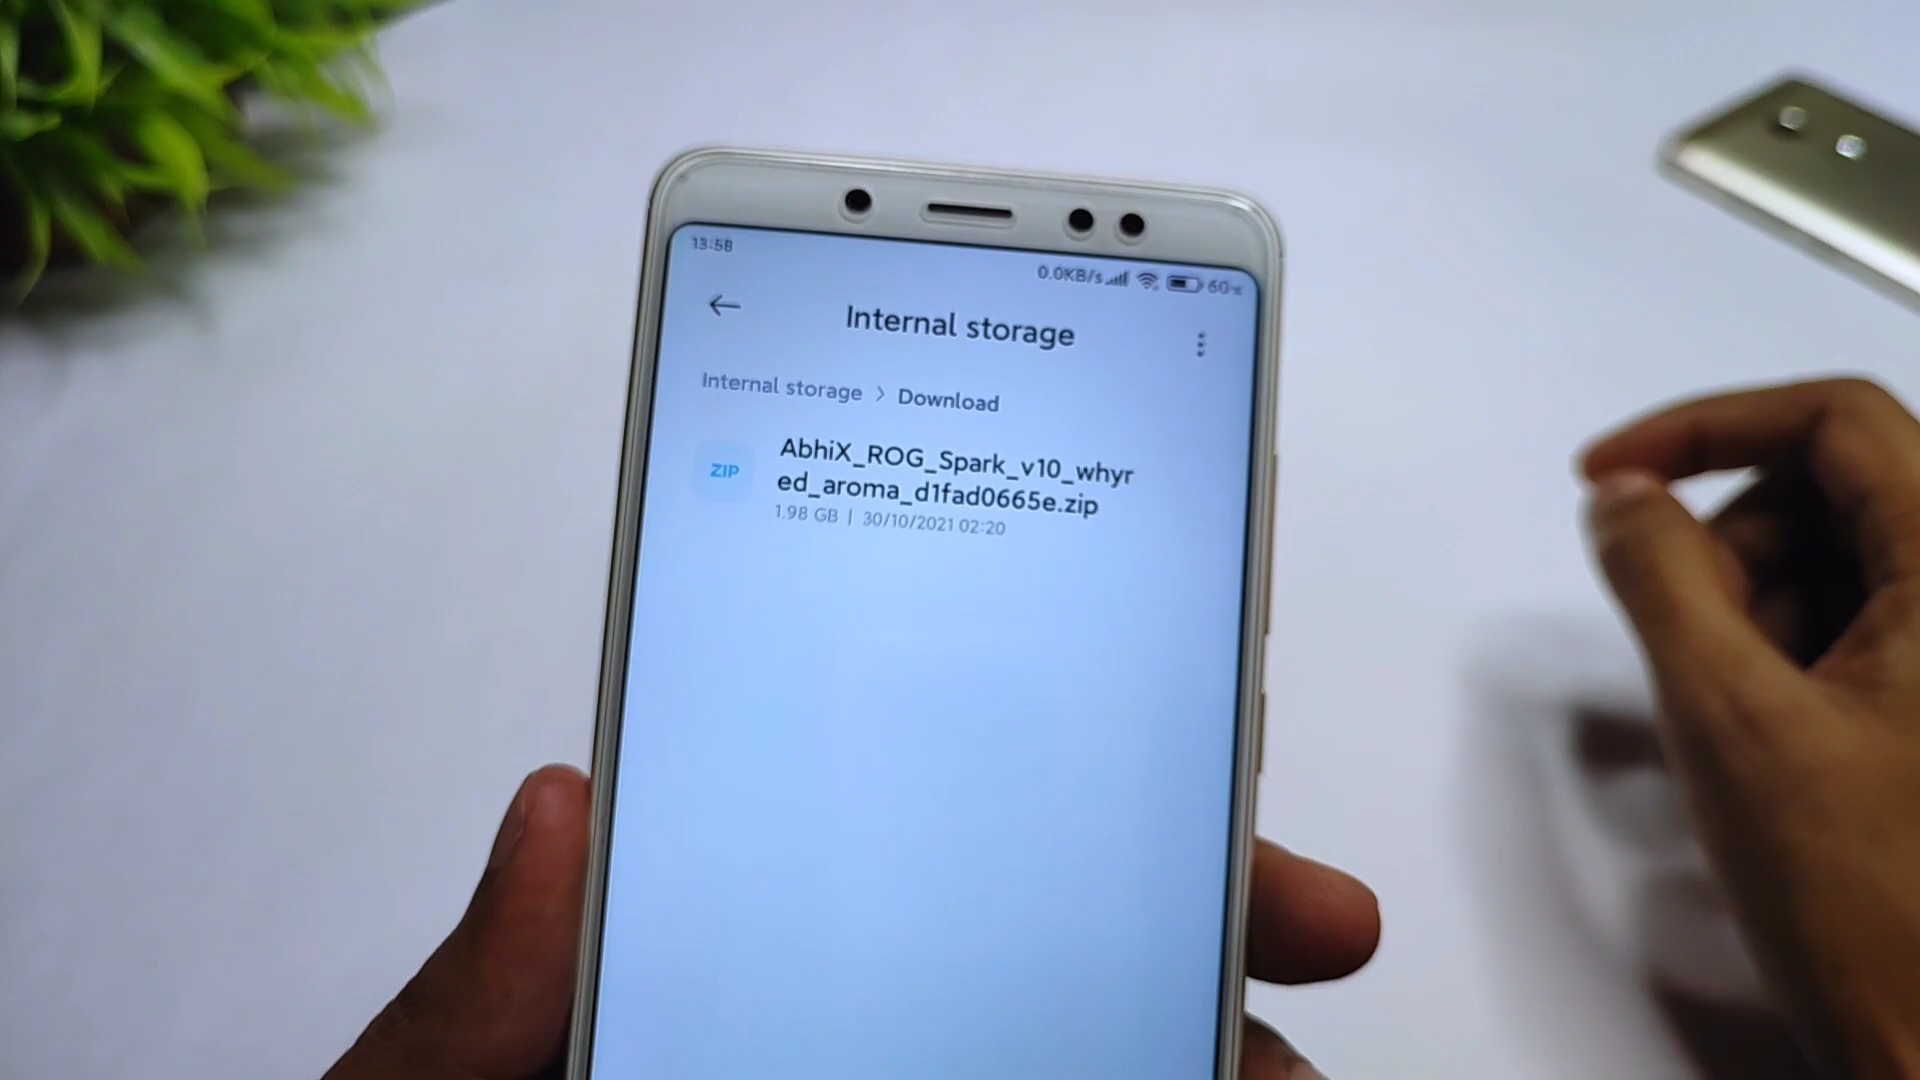 13:58
0.0KB/s 60
Internal storage
Internal storage > Download
ZIP
AbhiX_ROG_Spark_v10_whyr
ed_aroma_d1fad0665e.zip
1.98 GB | 30/10/2021 02:20